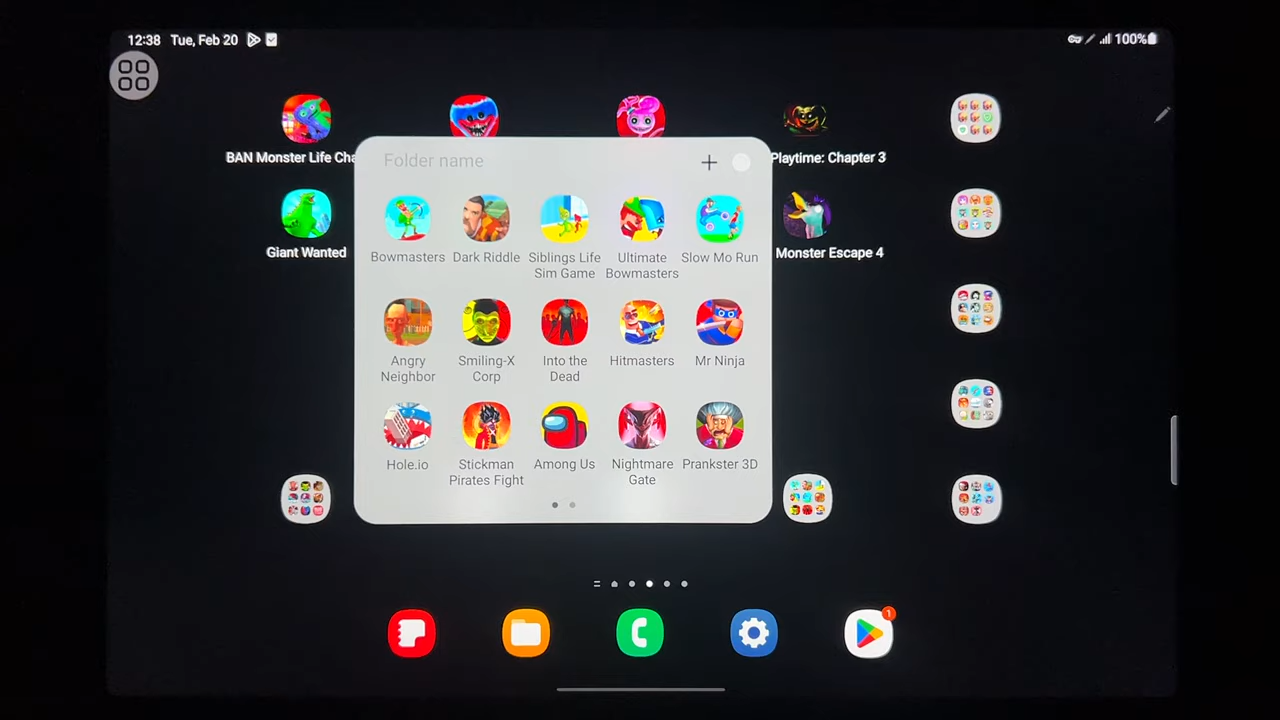 12:38 Tue, Feb 20
100%
BAN Monster Life Cha
Playtime: Chapter 3
Giant Wanted
Monster Escape 4
Folder name
Bowmasters
Dark Riddle
Siblings Life
Sim Game
Ultimate
Bowmasters
Slow Mo Run
Angry
Neighbor
Smiling-X
Corp
Into the
Dead
Hitmasters
Mr Ninja
Hole.io
Stickman
Pirates Fight
Among Us
Nightmare
Gate
Prankster 3D
1